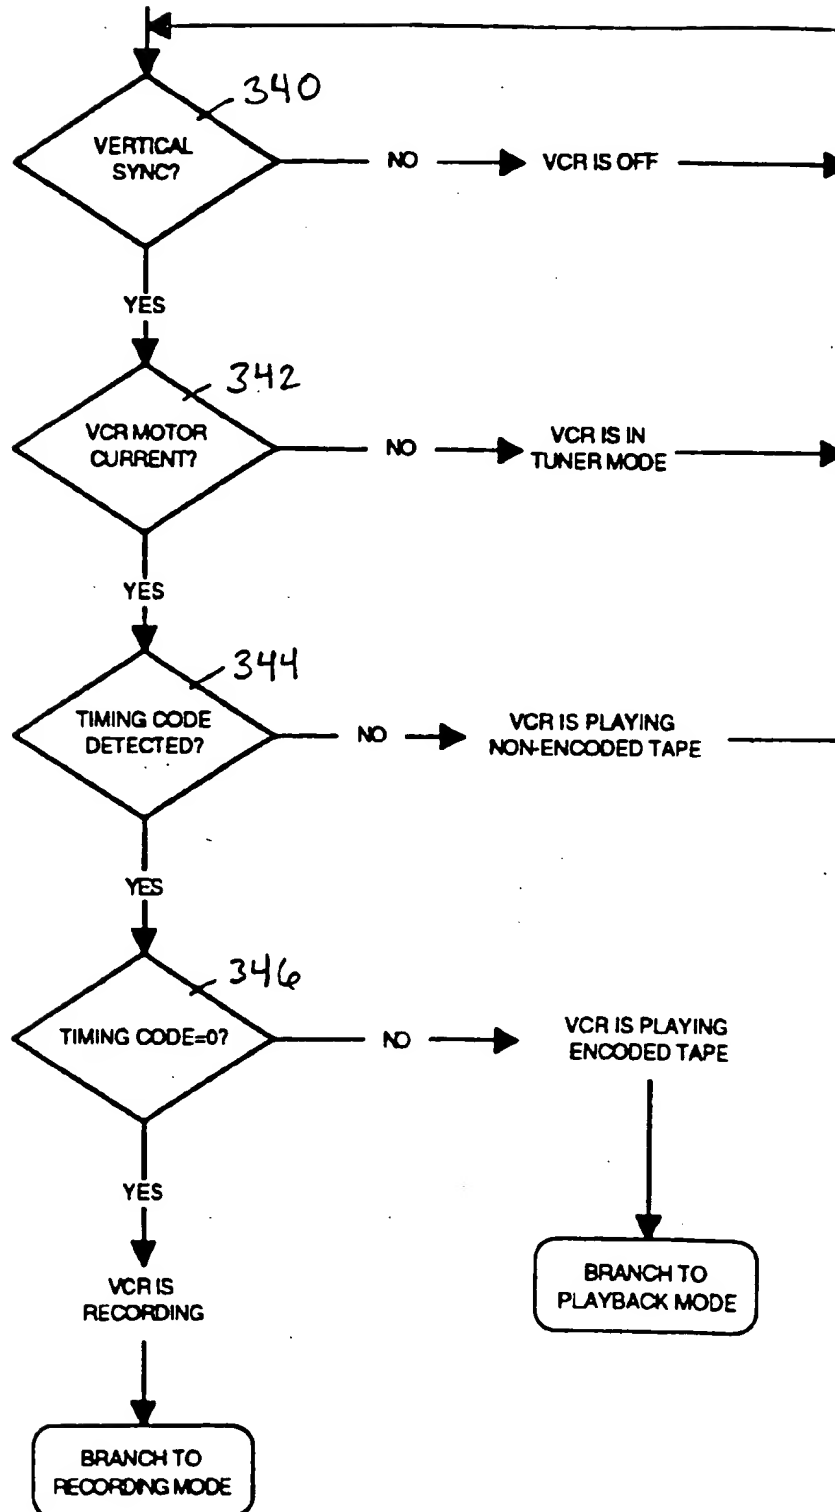 340
VERTICAL
SYNC?
NO
VCR IS OFF
YES
342
VCR MOTOR
CURRENT?
NO
VCR IS IN
TUNER MODE
YES
344
TIMING CODE
DETECTED?
NO
VCR IS PLAYING
NON-ENCODED TAPE
YES
346
TIMING CODE=0?
NO
VCR IS PLAYING
ENCODED TAPE
YES
VCR IS
RECORDING
BRANCH TO
PLAYBACK MODE
BRANCH TO
RECORDING MODE